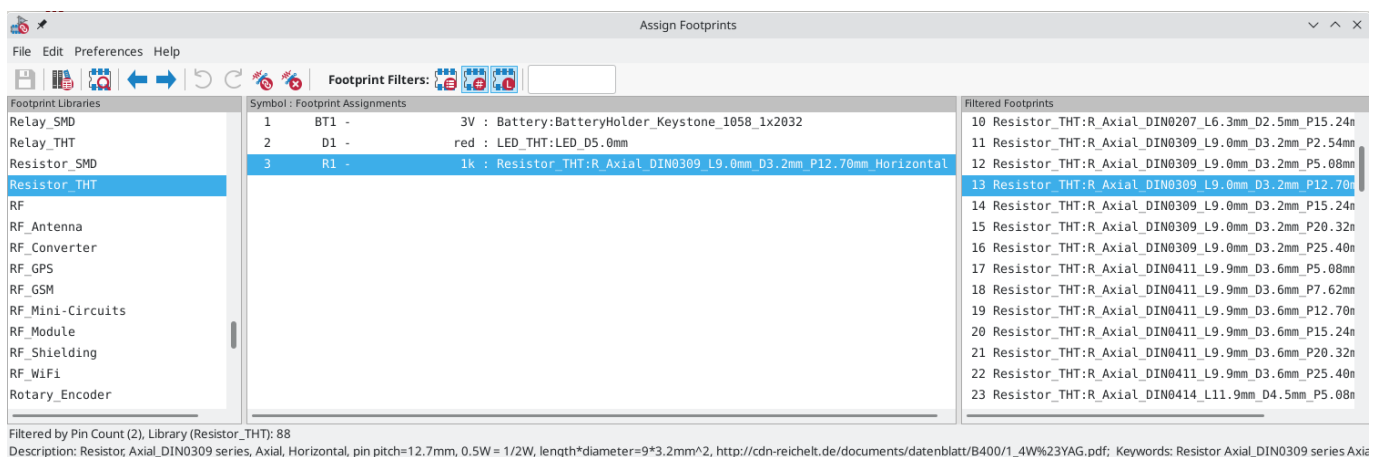 Assign Footprints
File Edit Preferences Help
Footprint Filters:
Footprint Libraries
Relay_SMD
Relay_THT
Resistor_SMD
Resistor_THT
RF
RF_Antenna
RF_Converter
RF_GPS
RF_GSM
RF_Mini-Circuits
RF_Module
RF_Shielding
RF_WiFi
Rotary_Encoder
Symbol : Footprint Assignments
1 BT1 - 3V : Battery:BatteryHolder_Keystone_1058_1x2032
2 D1 - red : LED_THT:LED_D5.0mm
3 R1 - 1k : Resistor_THT:R_Axial_DIN0309_L9.0mm_D3.2mm_P12.70mm_Horizontal
Filtered Footprints
10 Resistor_THT:R_Axial_DIN0207_L6.3mm_D2.5mm_P15.24m
11 Resistor_THT:R_Axial_DIN0309_L9.0mm_D3.2mm_P2.54mm
12 Resistor_THT:R_Axial_DIN0309_L9.0mm_D3.2mm_P5.08mm
13 Resistor_THT:R_Axial_DIN0309_L9.0mm_D3.2mm_P12.70m
14 Resistor_THT:R_Axial_DIN0309_L9.0mm_D3.2mm_P15.24m
15 Resistor_THT:R_Axial_DIN0309_L9.0mm_D3.2mm_P20.32m
16 Resistor_THT:R_Axial_DIN0309_L9.0mm_D3.2mm_P25.40m
17 Resistor_THT:R_Axial_DIN0411_L9.9mm_D3.6mm_P5.08mm
18 Resistor_THT:R_Axial_DIN0411_L9.9mm_D3.6mm_P7.62mm
19 Resistor_THT:R_Axial_DIN0411_L9.9mm_D3.6mm_P12.70m
20 Resistor_THT:R_Axial_DIN0411_L9.9mm_D3.6mm_P15.24m
21 Resistor_THT:R_Axial_DIN0411_L9.9mm_D3.6mm_P20.32m
22 Resistor_THT:R_Axial_DIN0411_L9.9mm_D3.6mm_P25.40m
23 Resistor_THT:R_Axial_DIN0414_L11.9mm_D4.5mm_P5.08m
Filtered by Pin Count (2), Library (Resistor_THT): 88
Description: Resistor, Axial_DIN0309 series, Axial, Horizontal, pin pitch=12.7mm, 0.5W = 1/2W, length*diameter=9*3.2mm^2, http://cdn-reichelt.de/documents/datenblatt/B400/1_4W%23YAG.pdf; Keywords: Resistor Axial_DIN0309 series Axia